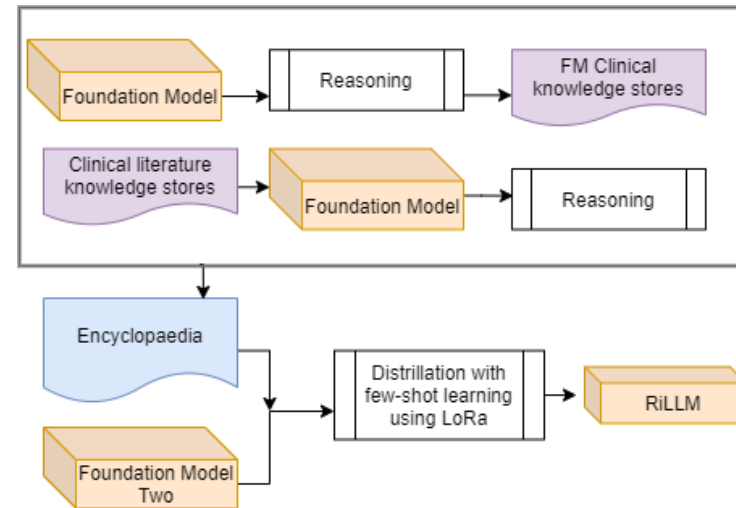 Foundation Model
Reasoning
FM Clinical
knowledge stores
Clinical literature
knowledge stores
Foundation Model
Reasoning
Encyclopaedia
Distrillation with
few-shot learning
using LoRa
RiLLM
Foundation Model
Two